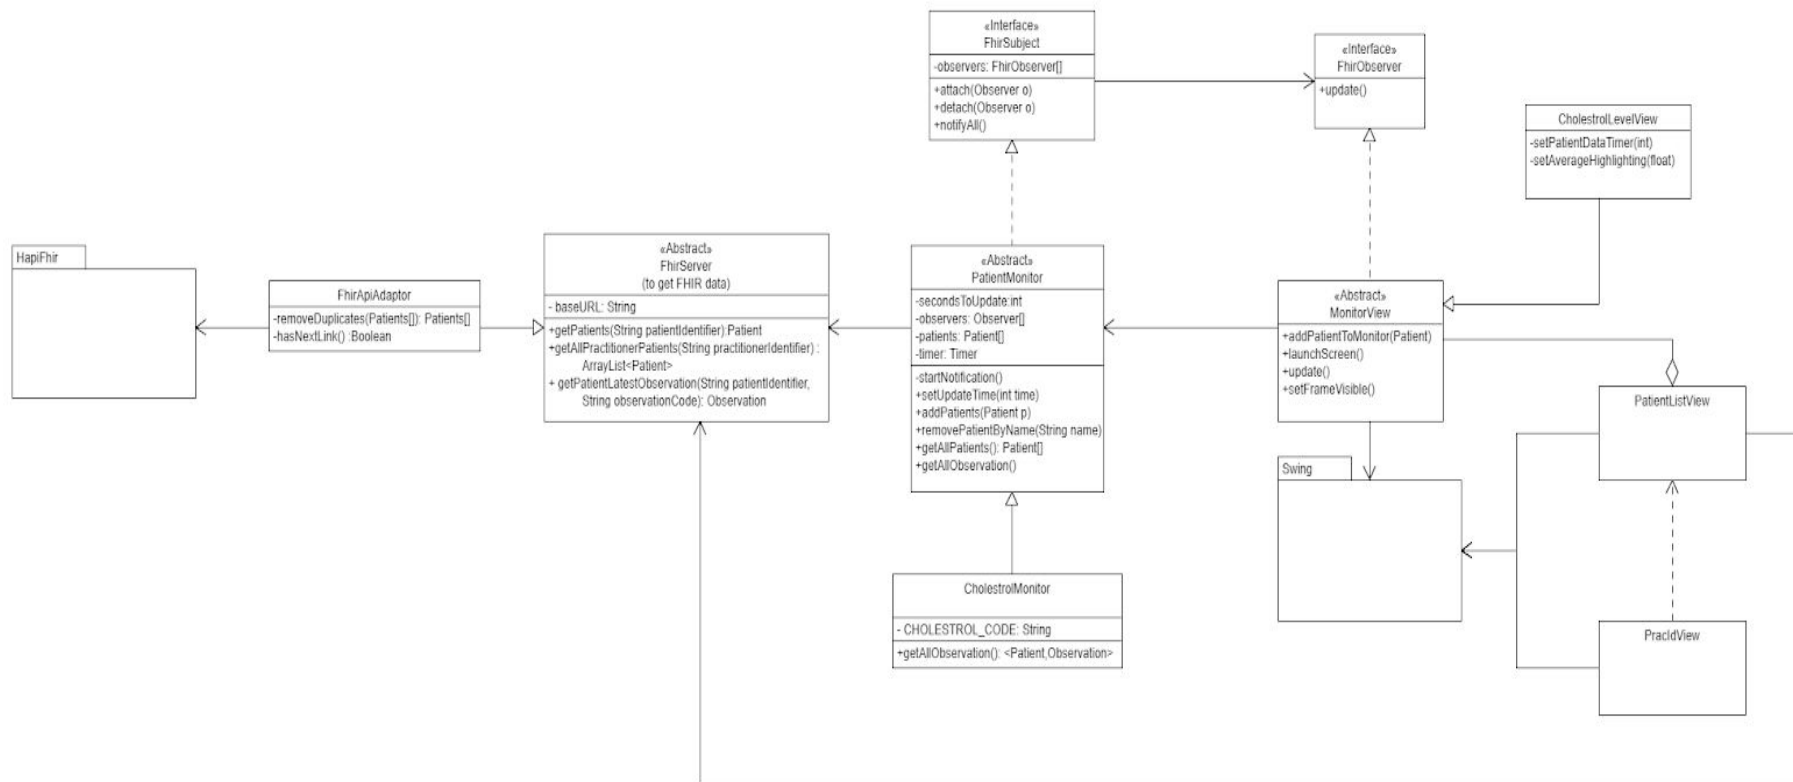 «Interface»
FhirSubject
-observers: FhirObserver[]
+attach(Observer o)
+detach(Observer o)
+notifyAll()
«Interface»
FhirObserver
+update()
CholestrolLevelView
-setPatientDataTimer(int)
-setAverageHighlighting(float)
HapiFhir
FhirApiAdaptor
-removeDuplicates(Patients[]): Patients[]
-hasNextLink() :Boolean
«Abstract»
FhirServer
(to get FHIR data)
- baseURL: String
+getPatients(String patientIdentifier):Patient
+getAllPractitionerPatients(String practitionerIdentifier) :
ArrayList<Patient>
+ getPatientLatestObservation(String patientIdentifier,
String observationCode): Observation
«Abstract»
PatientMonitor
-secondsToUpdate:int
-observers: Observer[]
-patients: Patient[]
-timer: Timer
-startNotification()
+setUpdateTime(int time)
+addPatients(Patient p)
+removePatientByName(String name)
+getAllPatients(): Patient[]
+getAllObservation()
«Abstract»
MonitorView
+addPatientToMonitor(Patient)
+launchScreen()
+update()
+setFrameVisible()
PatientListView
Swing
CholestrolMonitor
- CHOLESTROL_CODE: String
+getAllObservation(): <Patient,Observation>
PracIdView